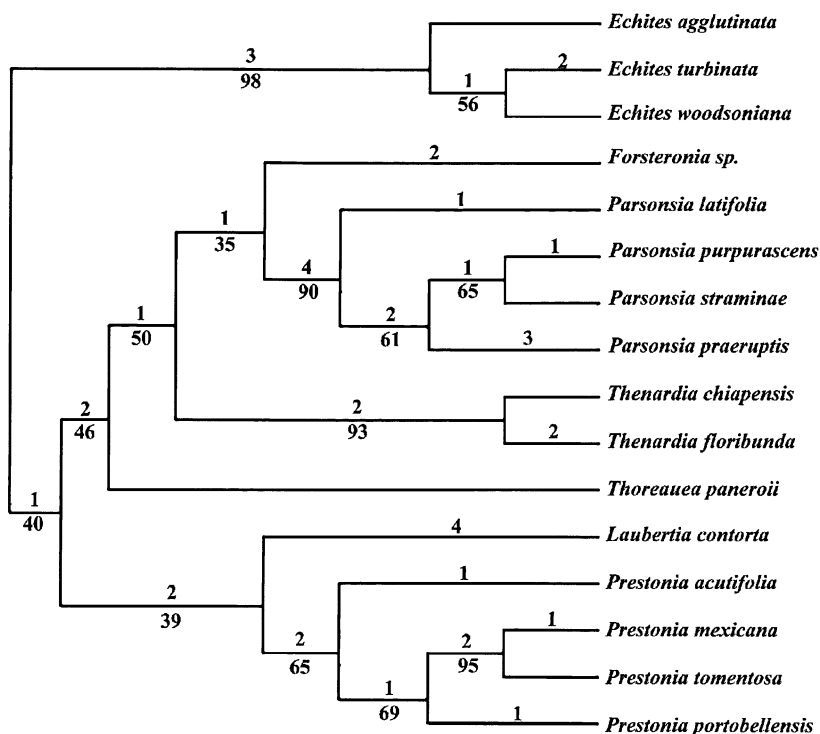 Echites agglutinata
3
98
1
56
2
Echites turbinata
Echites woodsoniana
2
Forsteronia sp.
1
35
1
Parsonsia latifolia
4
90
1
65
1
Parsonsia purpurascens
Parsonsia straminae
2
61
3
Parsonsia praeruptis
1
50
2
93
Thenardia chiapensis
2
Thenardia floribunda
2
46
Thoreauea paneroii
1
40
4
Laubertia contorta
2
39
1
Prestonia acutifolia
2
65
2
95
1
Prestonia mexicana
Prestonia tomentosa
1
69
1
Prestonia portobellensis